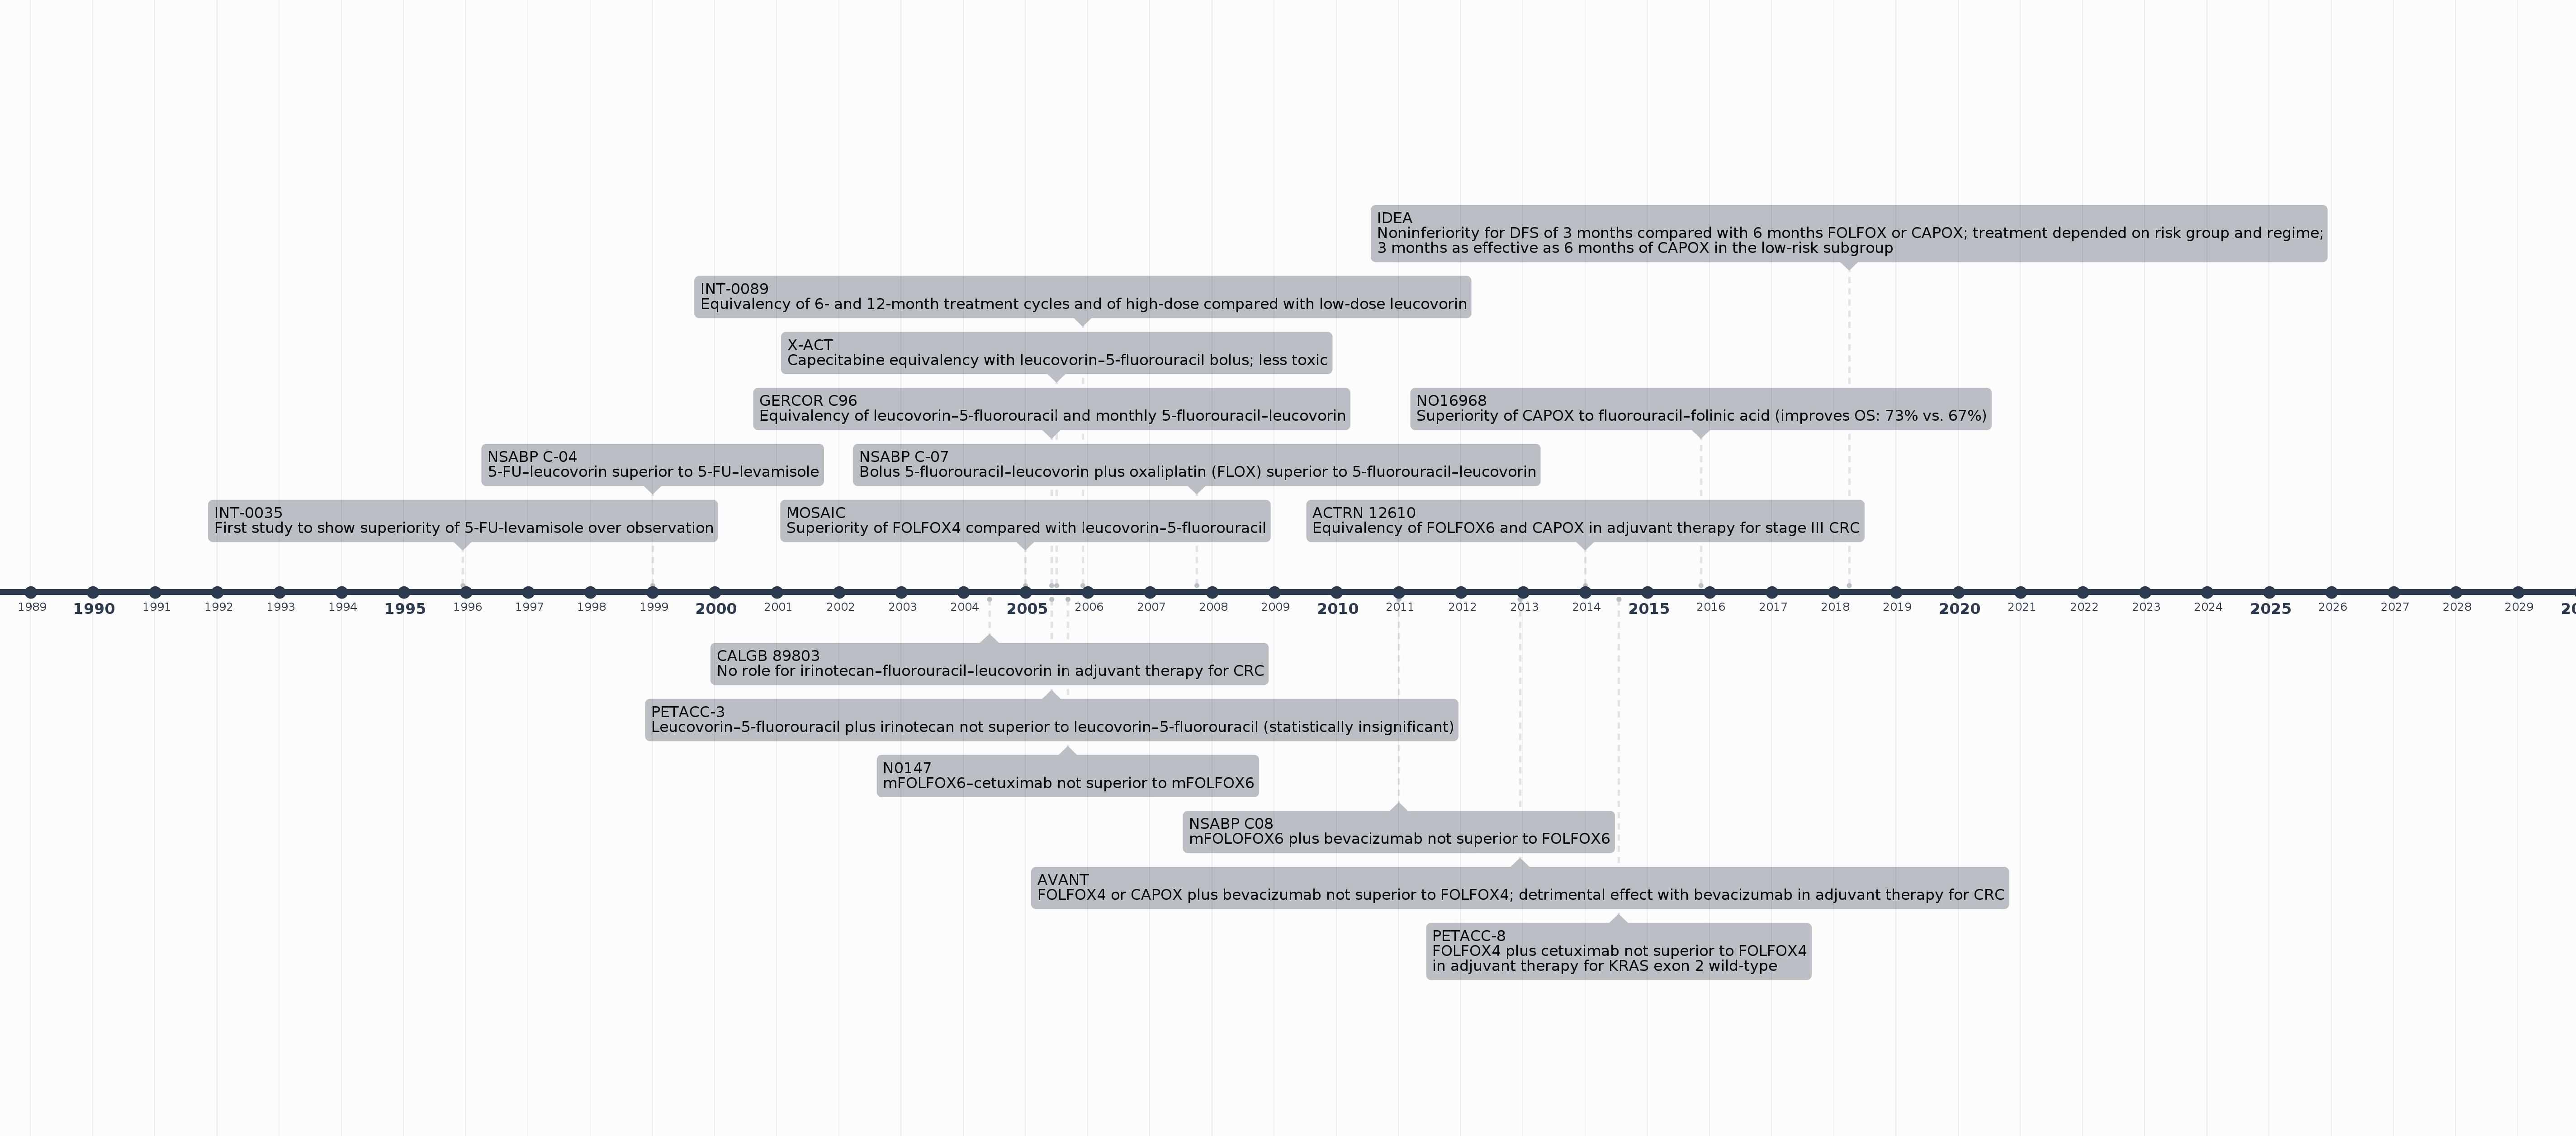 IDEA
Noninferiority for DFS of 3 months compared with 6 months FOLFOX or CAPOX; treatment depended on risk group and regime;
3 months as effective as 6 months of CAPOX in the low-risk subgroup
INT-0089
Equivalency of 6- and 12-month treatment cycles and of high-dose compared with low-dose leucovorin
X-ACT
Capecitabine equivalency with leucovorin–5-fluorouracil bolus; less toxic
GERCOR C96
Equivalency of leucovorin–5-fluorouracil and monthly 5-fluorouracil–leucovorin
NO16968
Superiority of CAPOX to fluorouracil–folinic acid (improves OS: 73% vs. 67%)
NSABP C-04
5-FU–leucovorin superior to 5-FU–levamisole
NSABP C-07
Bolus 5-fluorouracil–leucovorin plus oxaliplatin (FLOX) superior to 5-fluorouracil–leucovorin
INT-0035
First study to show superiority of 5-FU-levamisole over observation
MOSAIC
Superiority of FOLFOX4 compared with leucovorin–5-fluorouracil
ACTRN 12610
Equivalency of FOLFOX6 and CAPOX in adjuvant therapy for stage III CRC
1989 1990 1991 1992 1993 1994 1995 1996 1997 1998 1999 2000 2001 2002 2003 2004 2005 2006 2007 2008 2009 2010 2011 2012 2013 2014 2015 2016 2017 2018 2019 2020 2021 2022 2023 2024 2025 2026 2027 2028 2029 20
CALGB 89803
No role for irinotecan–fluorouracil–leucovorin in adjuvant therapy for CRC
PETACC-3
Leucovorin–5-fluorouracil plus irinotecan not superior to leucovorin–5-fluorouracil (statistically insignificant)
N0147
mFOLFOX6–cetuximab not superior to mFOLFOX6
NSABP C08
mFOLOFOX6 plus bevacizumab not superior to FOLFOX6
AVANT
FOLFOX4 or CAPOX plus bevacizumab not superior to FOLFOX4; detrimental effect with bevacizumab in adjuvant therapy for CRC
PETACC-8
FOLFOX4 plus cetuximab not superior to FOLFOX4
in adjuvant therapy for KRAS exon 2 wild-type